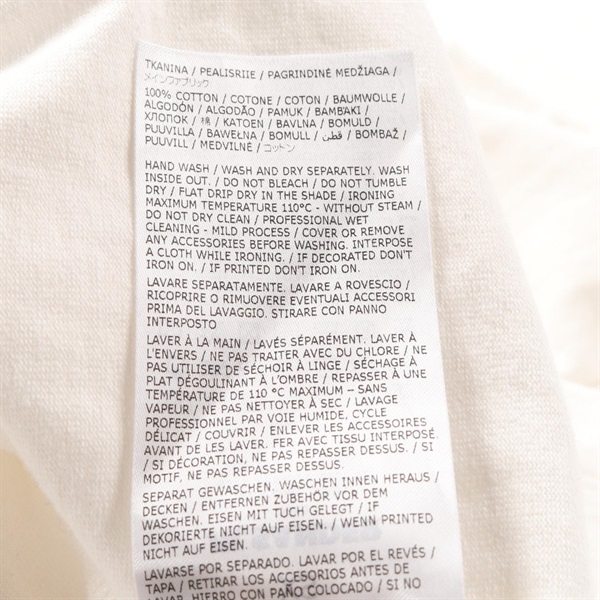 TKANINA / PEALISRIIE / PAGRINDINĖ MEDŽIAGA /
メインファブリック
100% COTTON / COTONE / COTON / BAUMWOLLE /
ALGODÓN / ALGODÃO / PAMUK / BAMBAKI /
ХЛОПОК / 棉 / KATOEN / BAVLNA / BOMULD /
PUUVILLA / BAWEŁNA / BOMULL / قطن / BOMBAŽ /
PUUVILL / MEDVILNĖ / コットン
HAND WASH / WASH AND DRY SEPARATELY. WASH
INSIDE OUT. / DO NOT BLEACH / DO NOT TUMBLE
DRY / FLAT DRIP DRY IN THE SHADE / IRONING
MAXIMUM TEMPERATURE 110°C - WITHOUT STEAM /
DO NOT DRY CLEAN / PROFESSIONAL WET
CLEANING - MILD PROCESS / COVER OR REMOVE
ANY ACCESSORIES BEFORE WASHING. INTERPOSE
A CLOTH WHILE IRONING. / IF DECORATED DON'T
IRON ON. / IF PRINTED DON'T IRON ON.
LAVARE SEPARATAMENTE. LAVARE A ROVESCIO /
RICOPRIRE O RIMUOVERE EVENTUALI ACCESSORI
PRIMA DEL LAVAGGIO. STIRARE CON PANNO
INTERPOSTO
LAVER À LA MAIN / LAVÉS SÉPARÉMENT. LAVER À
L'ENVERS / NE PAS TRAITER AVEC DU CHLORE / NE
PAS UTILISER DE SÉCHOIR À LINGE / SÉCHAGE À
PLAT DÉGOULINANT À L'OMBRE / REPASSER À UNE
TEMPÉRATURE DE 110 °C MAXIMUM – SANS
VAPEUR / NE PAS NETTOYER À SEC / LAVAGE
PROFESSIONNEL PAR VOIE HUMIDE, CYCLE
DÉLICAT / COUVRIR / ENLEVER LES ACCESSOIRES
AVANT DE LES LAVER. FER AVEC TISSU INTERPOSÉ.
/ SI DÉCORATION, NE PAS REPASSER DESSUS. / SI
MOTIF, NE PAS REPASSER DESSUS.
SEPARAT GEWASCHEN. WASCHEN INNEN HERAUS /
DECKEN / ENTFERNEN ZUBEHÖR VOR DEM
WASCHEN. EISEN MIT TUCH GELEGT / IF
DEKORIERTE NICHT AUF EISEN. / WENN PRINTED
NICHT AUF EISEN.
LAVARSE POR SEPARADO. LAVAR POR EL REVÉS /
TAPA / RETIRAR LOS ACCESORIOS ANTES DE
LAVAR. HIERRO CON PAÑO COLOCADO / SI NO